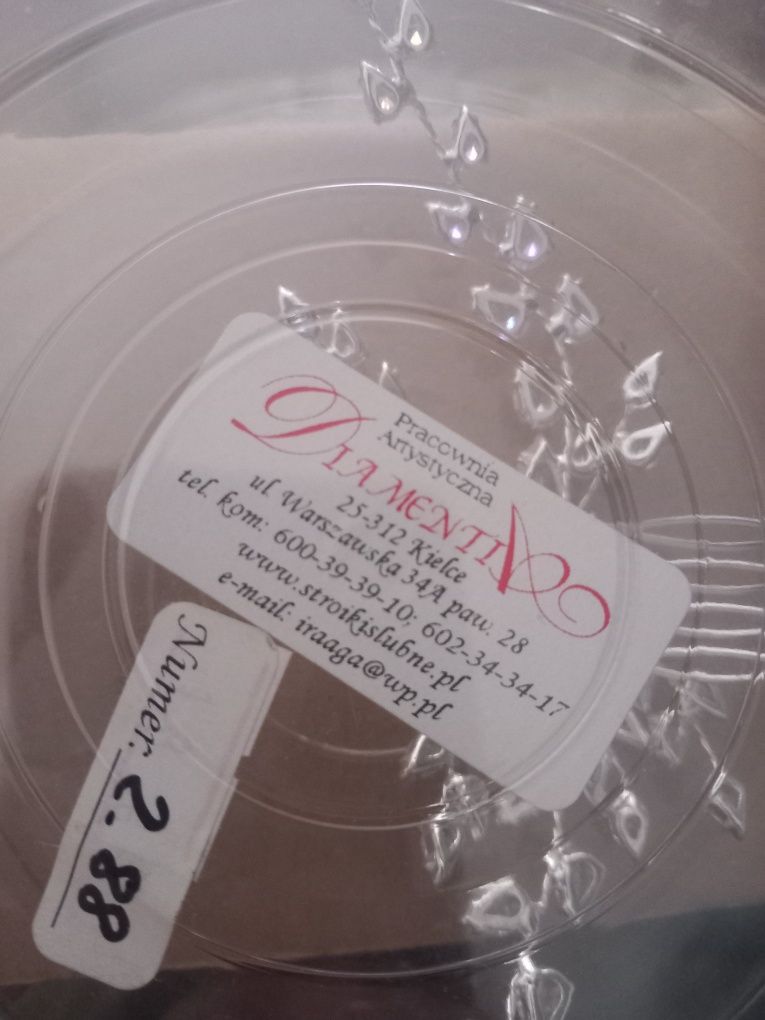 Pracownia
Artystyczna
DIAMENTI
25-312 Kielce
ul. Warszawska 34A paw. 28
tel. kom: 600-39-39-10; 602-34-34-17
www.stroikislubne.pl
e-mail: iraaga@wp.pl
Numer: 2.88